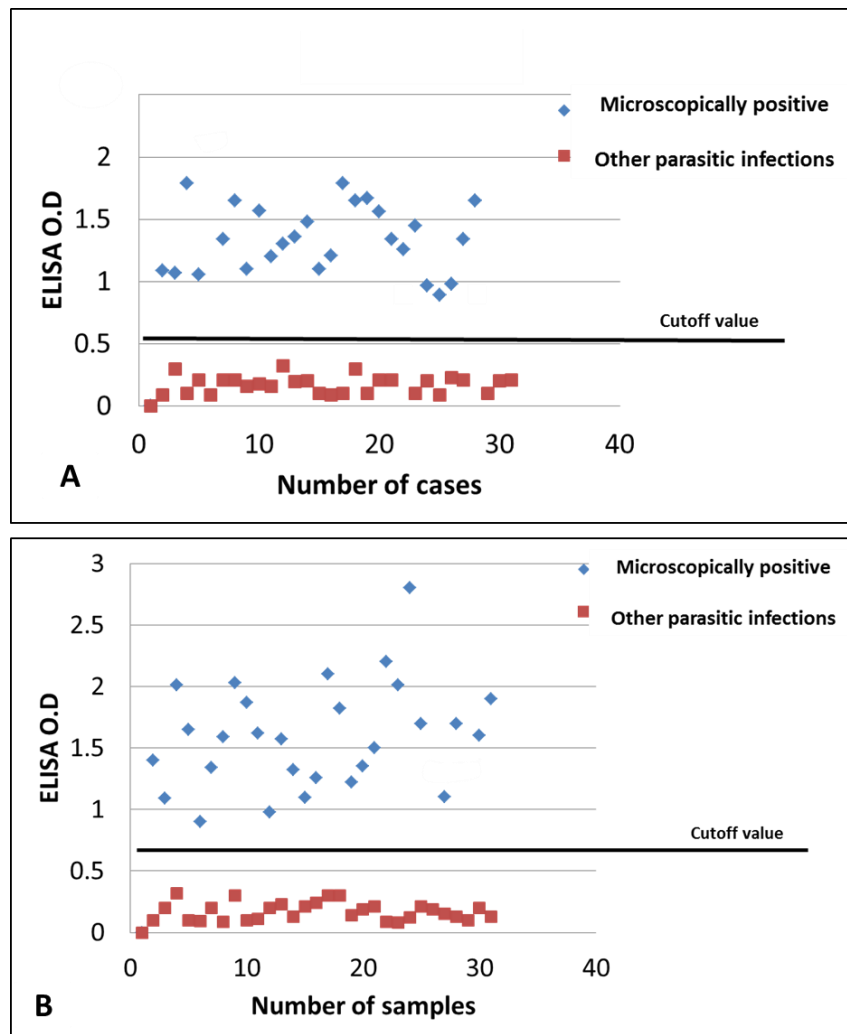 Microscopically positive
Other parasitic infections
2
1.5
1
0.5
0
ELISA O.D
Cutoff value
0 10 20 30 40
Number of cases
A
Microscopically positive
Other parasitic infections
3
2.5
2
1.5
1
0.5
0
ELISA O.D
Cutoff value
0 10 20 30 40
Number of samples
B